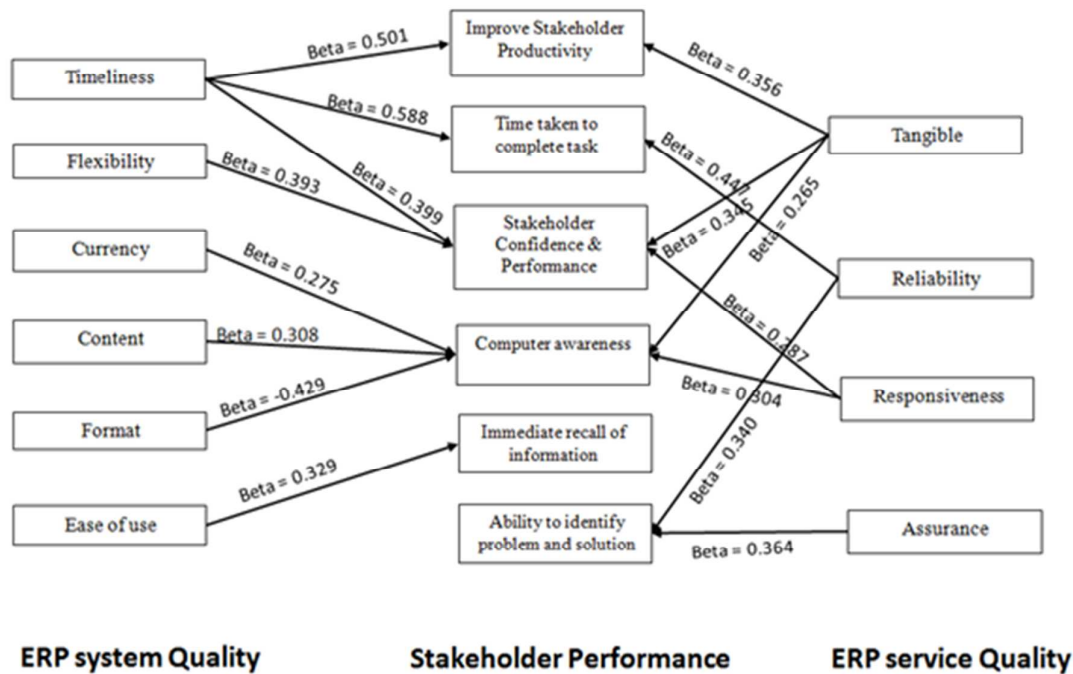 Improve Stakeholder
Productivity
Beta = 0.501
Timeliness
Beta = 0.356
Beta = 0.588
Time taken to
complete task
Tangible
Flexibility
Beta = 0.393
Beta = 0.399
Beta = 0.447
Beta = 0.345
Beta = 0.265
Stakeholder
Confidence &
Performance
Currency
Beta = 0.275
Reliability
Content
Beta = 0.308
Computer awareness
Beta = 0.287
Beta = 0.304
Responsiveness
Format
Beta = -0.429
Immediate recall of
information
Beta = 0.329
Beta = 0.340
Ease of use
Ability to identify
problem and solution
Assurance
Beta = 0.364
ERP system Quality
Stakeholder Performance
ERP service Quality